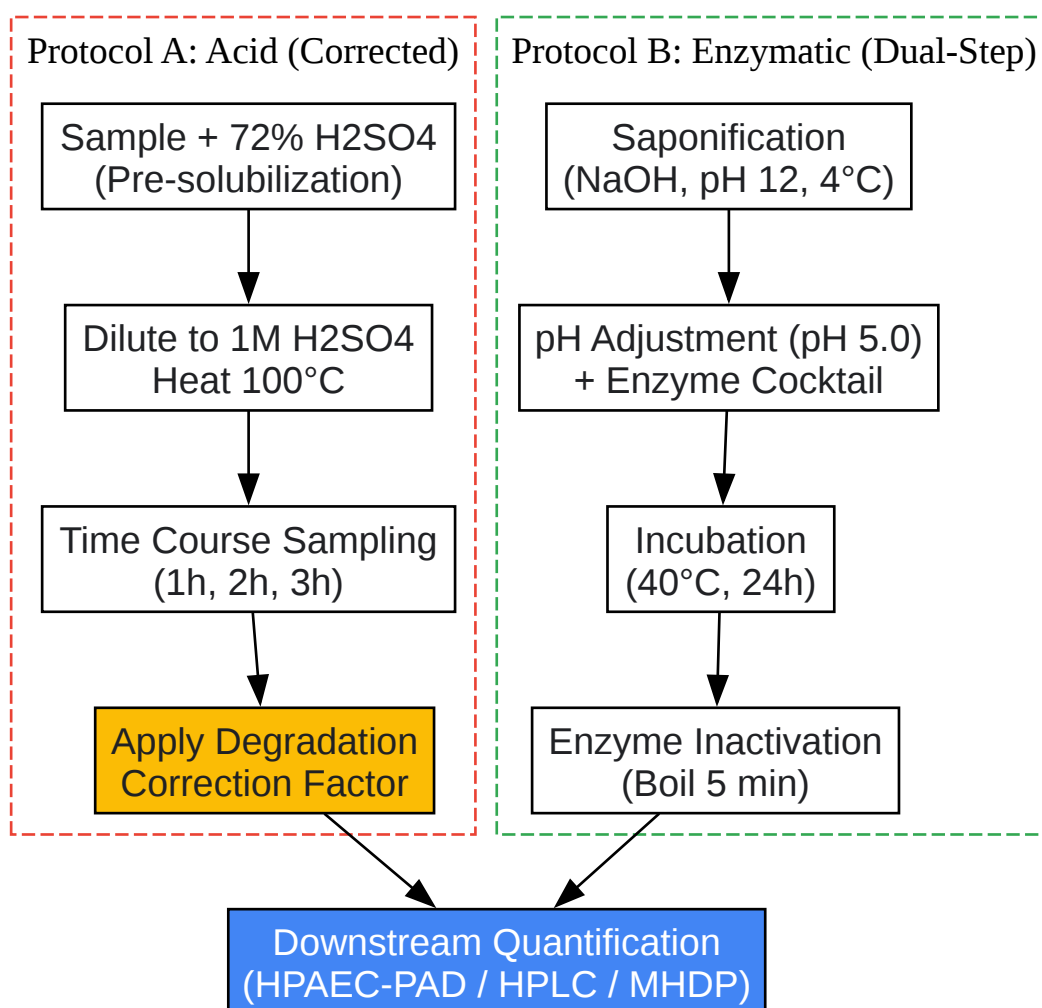 Protocol A: Acid (Corrected)
Sample + 72% H2SO4
(Pre-solubilization)
Dilute to 1M H2SO4
Heat 100°C
Time Course Sampling
(1h, 2h, 3h)
Apply Degradation
Correction Factor
Protocol B: Enzymatic (Dual-Step)
Saponification
(NaOH, pH 12, 4°C)
pH Adjustment (pH 5.0)
+ Enzyme Cocktail
Incubation
(40°C, 24h)
Enzyme Inactivation
(Boil 5 min)
Downstream Quantification
(HPAEC-PAD / HPLC / MHDP)